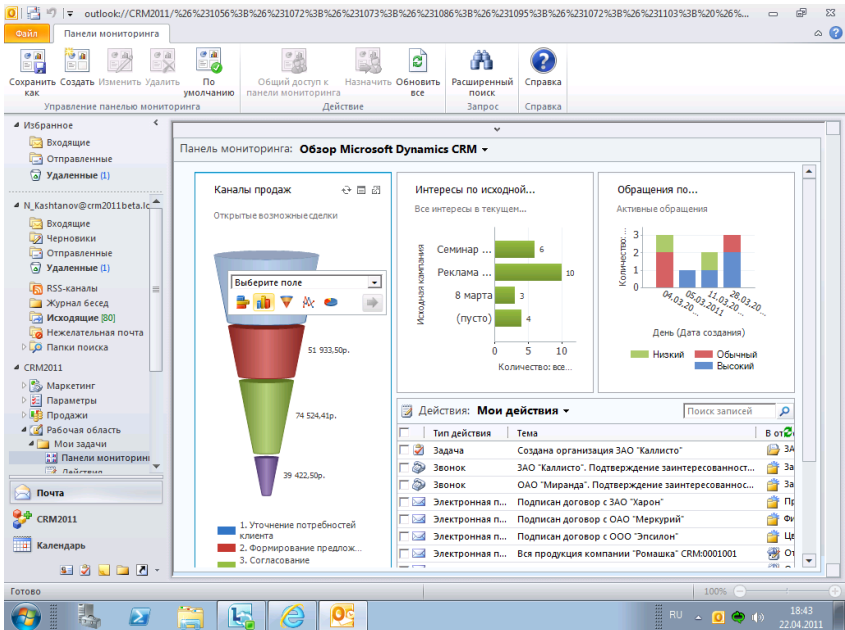 outlook://CRM2011/%26%231056%3B%26%231072%3B%26%231073%3B%26%231086%3B%26%231095%3B%26%231072%3B%26%231103%3B%20%26%...
Файл
Панели мониторинга
Сохранить как
Создать
Изменить
Удалить
По умолчанию
Общий доступ к панели мониторинга
Назначить
Обновить все
Расширенный поиск
Справка
Управление панелью мониторинга
Действие
Запрос
Справка
Избранное
Входящие
Отправленные
Удаленные (1)
N_Kashtanov@crm2011beta.lc
Входящие
Черновики
Отправленные
Удаленные (1)
RSS-каналы
Журнал бесед
Исходящие [80]
Нежелательная почта
Папки поиска
CRM2011
Маркетинг
Параметры
Продажи
Рабочая область
Мои задачи
Панели мониторин
Действия
Почта
CRM2011
Календарь
Панель мониторинга: Обзор Microsoft Dynamics CRM
Каналы продаж
Открытые возможные сделки
Выберите поле
51 933,50р.
74 524,41р.
39 422,50р.
1. Уточнение потребностей
клиента
2. Формирование предлож...
3. Согласование
Интересы по исходной...
Все интересы в текущем...
Исходная кампания
Семинар ...
6
Реклама ...
10
8 марта
3
(пусто)
4
0 5 10
Количество: все...
Обращения по...
Активные обращения
Количество: ...
3
2
1
0
04.03.20...
05.03.2011
11.03.20...
28.03.20...
День (Дата создания)
Низкий
Обычный
Высокий
Действия: Мои действия
Поиск записей
Тип действия Тема В от
Задача Создана организация ЗАО "Каллисто" ЗА
Звонок ЗАО "Каллисто". Подтверждение заинтересованност... За
Звонок ОАО "Миранда". Подтверждение заинтересованнос... За
Электронная п... Подписан договор с ЗАО "Харон" Пр
Электронная п... Подписан договор с ОАО "Меркурий" Фи
Электронная п... Подписан договор с ООО "Эпсилон" Це
Электронная п... Вся продукция компании "Ромашка" CRM:0001001 От
Готово
100%
RU
18:43
22.04.2011